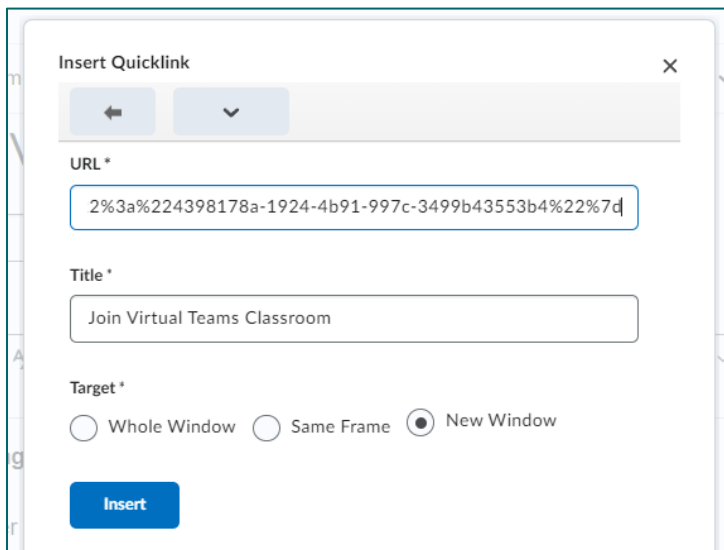 Insert Quicklink
URL *
2%3a%224398178a-1924-4b91-997c-3499b43553b4%22%7d
Title *
Join Virtual Teams Classroom
Target *
Whole Window Same Frame New Window
Insert